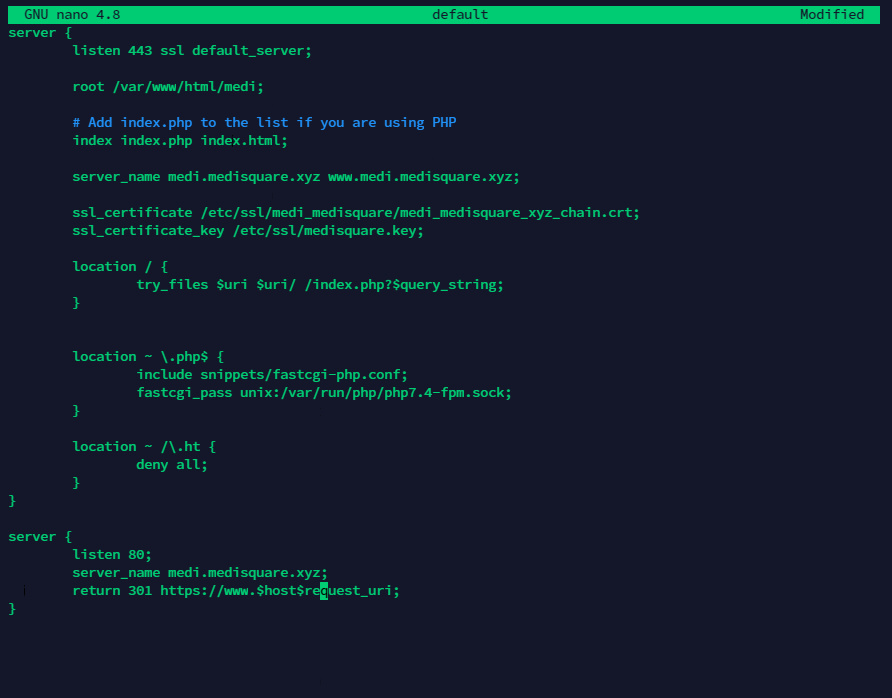 GNU nano 4.8 default Modified
server {
        listen 443 ssl default_server;

        root /var/www/html/medi;

        # Add index.php to the list if you are using PHP
        index index.php index.html;

        server_name medi.medisquare.xyz www.medi.medisquare.xyz;

        ssl_certificate /etc/ssl/medi_medisquare/medi_medisquare_xyz_chain.crt;
        ssl_certificate_key /etc/ssl/medisquare.key;

        location / {
                try_files $uri $uri/ /index.php?$query_string;
        }


        location ~ \.php$ {
                include snippets/fastcgi-php.conf;
                fastcgi_pass unix:/var/run/php/php7.4-fpm.sock;
        }

        location ~ /\.ht {
                deny all;
        }
}

server {
        listen 80;
        server_name medi.medisquare.xyz;
        return 301 https://www.$host$request_uri;
}